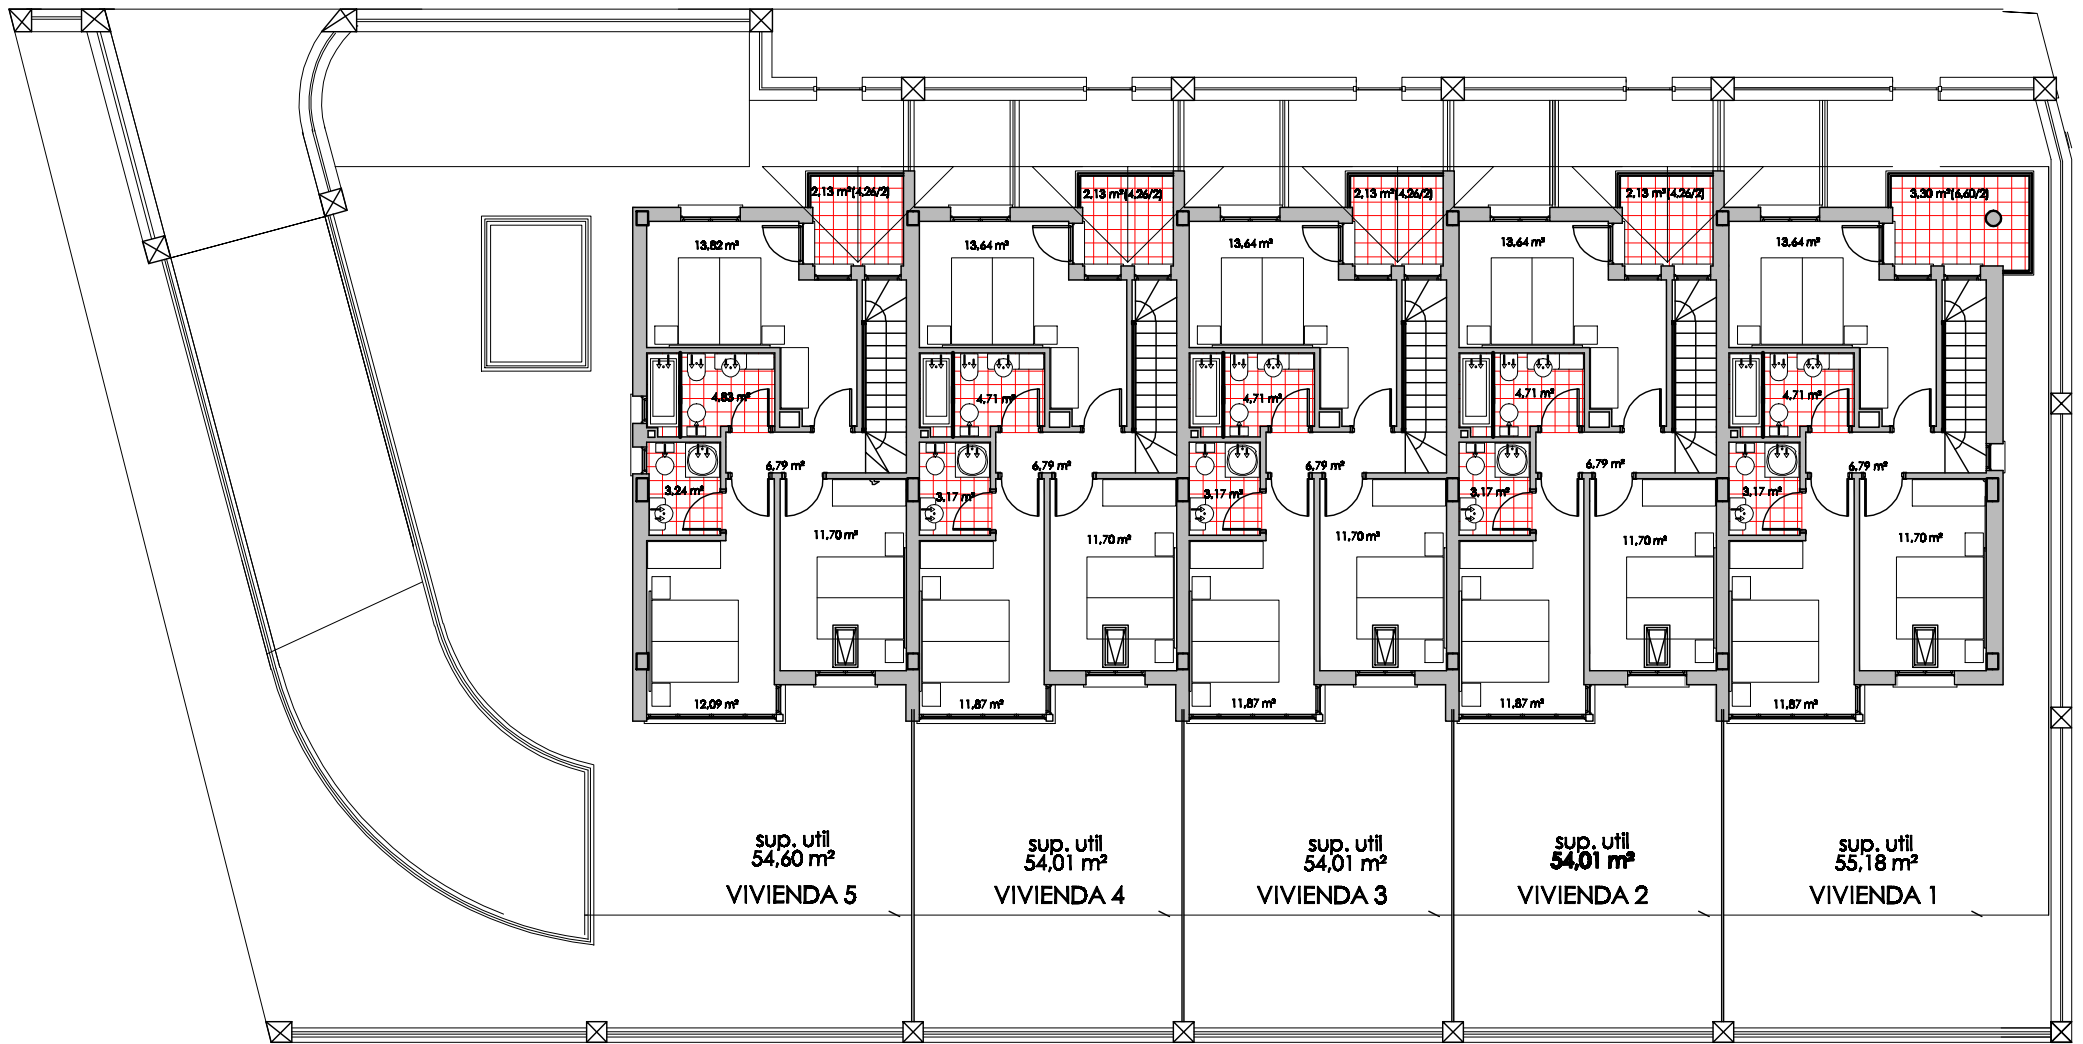 2,13 m²(4,26/2)
2,13 m²(4,26/2)
2,13 m²(4,26/2)
2,13 m²(4,26/2)
3,30 m²(6,60/2)
13,82 m²
13,64 m²
13,64 m²
13,64 m²
13,64 m²
4,83 m²
4,71 m²
4,71 m²
4,71 m²
4,71 m²
6,79 m²
6,79 m²
6,79 m²
6,79 m²
6,79 m²
3,24 m²
3,17 m²
3,17 m²
3,17 m²
3,17 m²
11,70 m²
11,70 m²
11,70 m²
11,70 m²
11,70 m²
12,09 m²
11,87 m²
11,87 m²
11,87 m²
11,87 m²
sup. util
54,60 m²
VIVIENDA 5
sup. util
54,01 m²
VIVIENDA 4
sup. util
54,01 m²
VIVIENDA 3
sup. util
54,01 m²
VIVIENDA 2
sup. util
55,18 m²
VIVIENDA 1